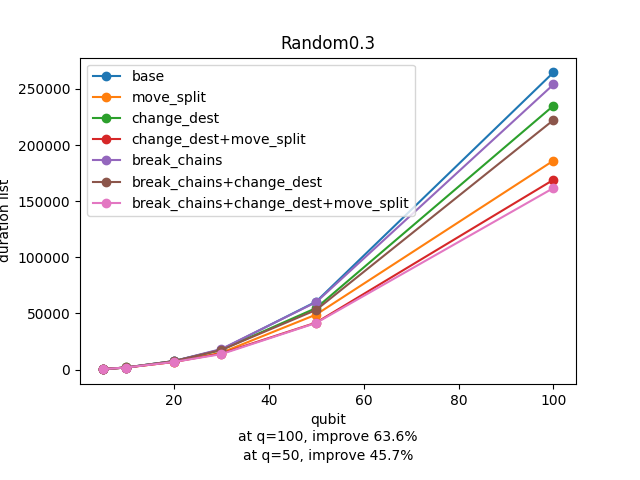 Random0.3
250000
200000
150000
100000
50000
0
duration list
base
move_split
change_dest
change_dest+move_split
break_chains
break_chains+change_dest
break_chains+change_dest+move_split
20 40 60 80 100
qubit
at q=100, improve 63.6%
at q=50, improve 45.7%